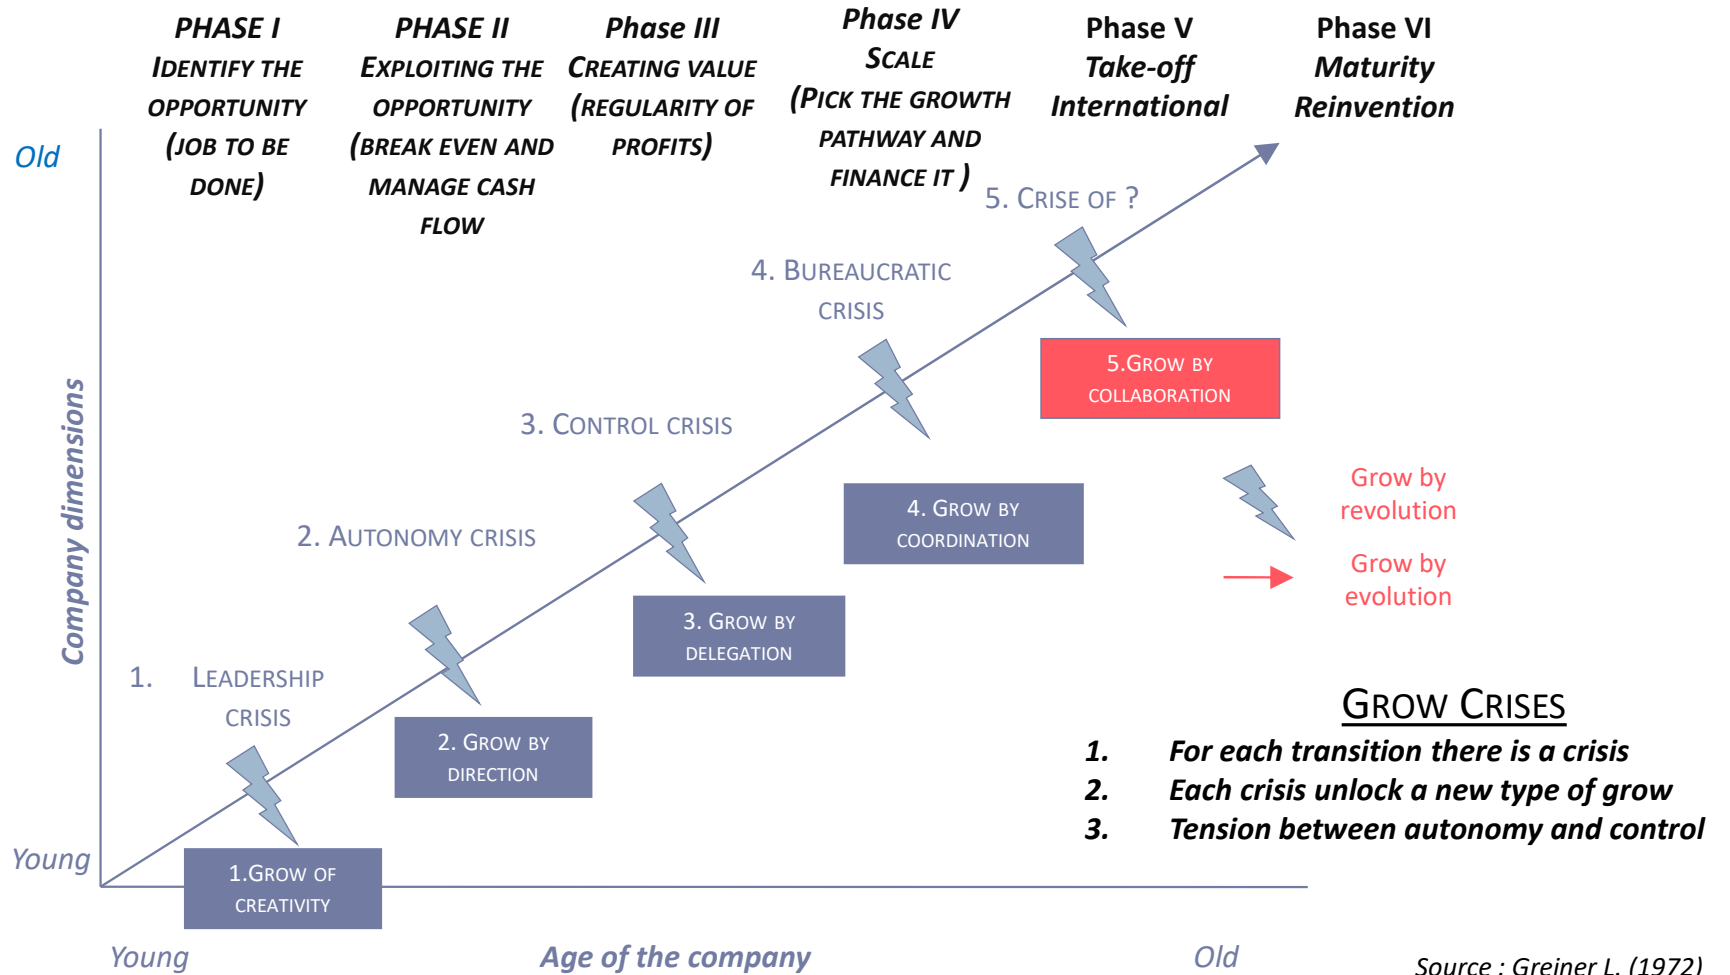 PHASE I
IDENTIFY THE
OPPORTUNITY
(JOB TO BE
DONE)
PHASE II
EXPLOITING THE
OPPORTUNITY
(BREAK EVEN AND
MANAGE CASH
FLOW
Phase III
CREATING VALUE
(REGULARITY OF
PROFITS)
Phase IV
SCALE
(PICK THE GROWTH
PATHWAY AND
FINANCE IT )
Phase V
Take-off
International
Phase VI
Maturity
Reinvention
Old
5. CRISE OF ?
4. BUREAUCRATIC
CRISIS
5.GROW BY
COLLABORATION
3. CONTROL CRISIS
Company dimensions
Grow by
revolution
4. GROW BY
COORDINATION
2. AUTONOMY CRISIS
Grow by
evolution
3. GROW BY
DELEGATION
1. LEADERSHIP
CRISIS
2. GROW BY
DIRECTION
GROW CRISES
1. For each transition there is a crisis
2. Each crisis unlock a new type of grow
3. Tension between autonomy and control
Young
1.GROW OF
CREATIVITY
Young
Age of the company
Old
Source : Greiner L. (1972)